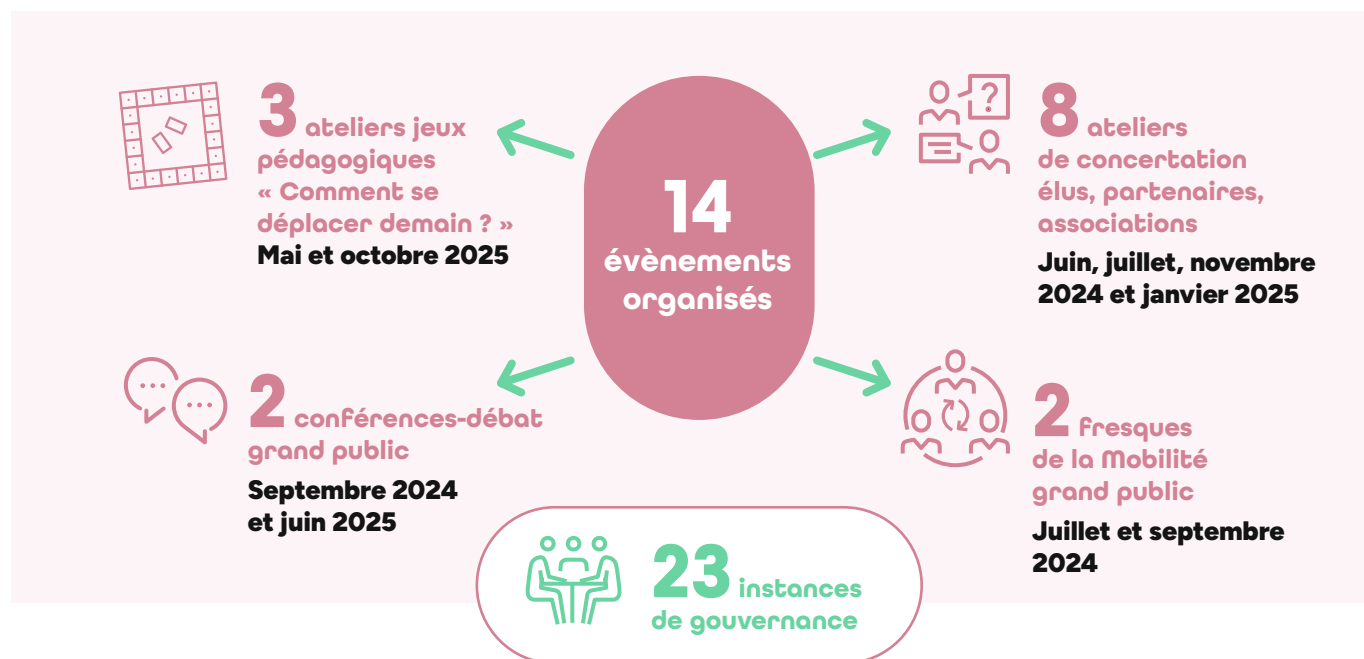 3 ateliers jeux
pédagogiques
« Comment se
déplacer demain ? »
Mai et octobre 2025
14
évènements
organisés
?
8 ateliers
de concertation
élus, partenaires,
associations
Juin, juillet, novembre
2024 et janvier 2025
2 conférences-débat
grand public
Septembre 2024
et juin 2025
2 fresques
de la Mobilité
grand public
Juillet et septembre
2024
23 instances
de gouvernance